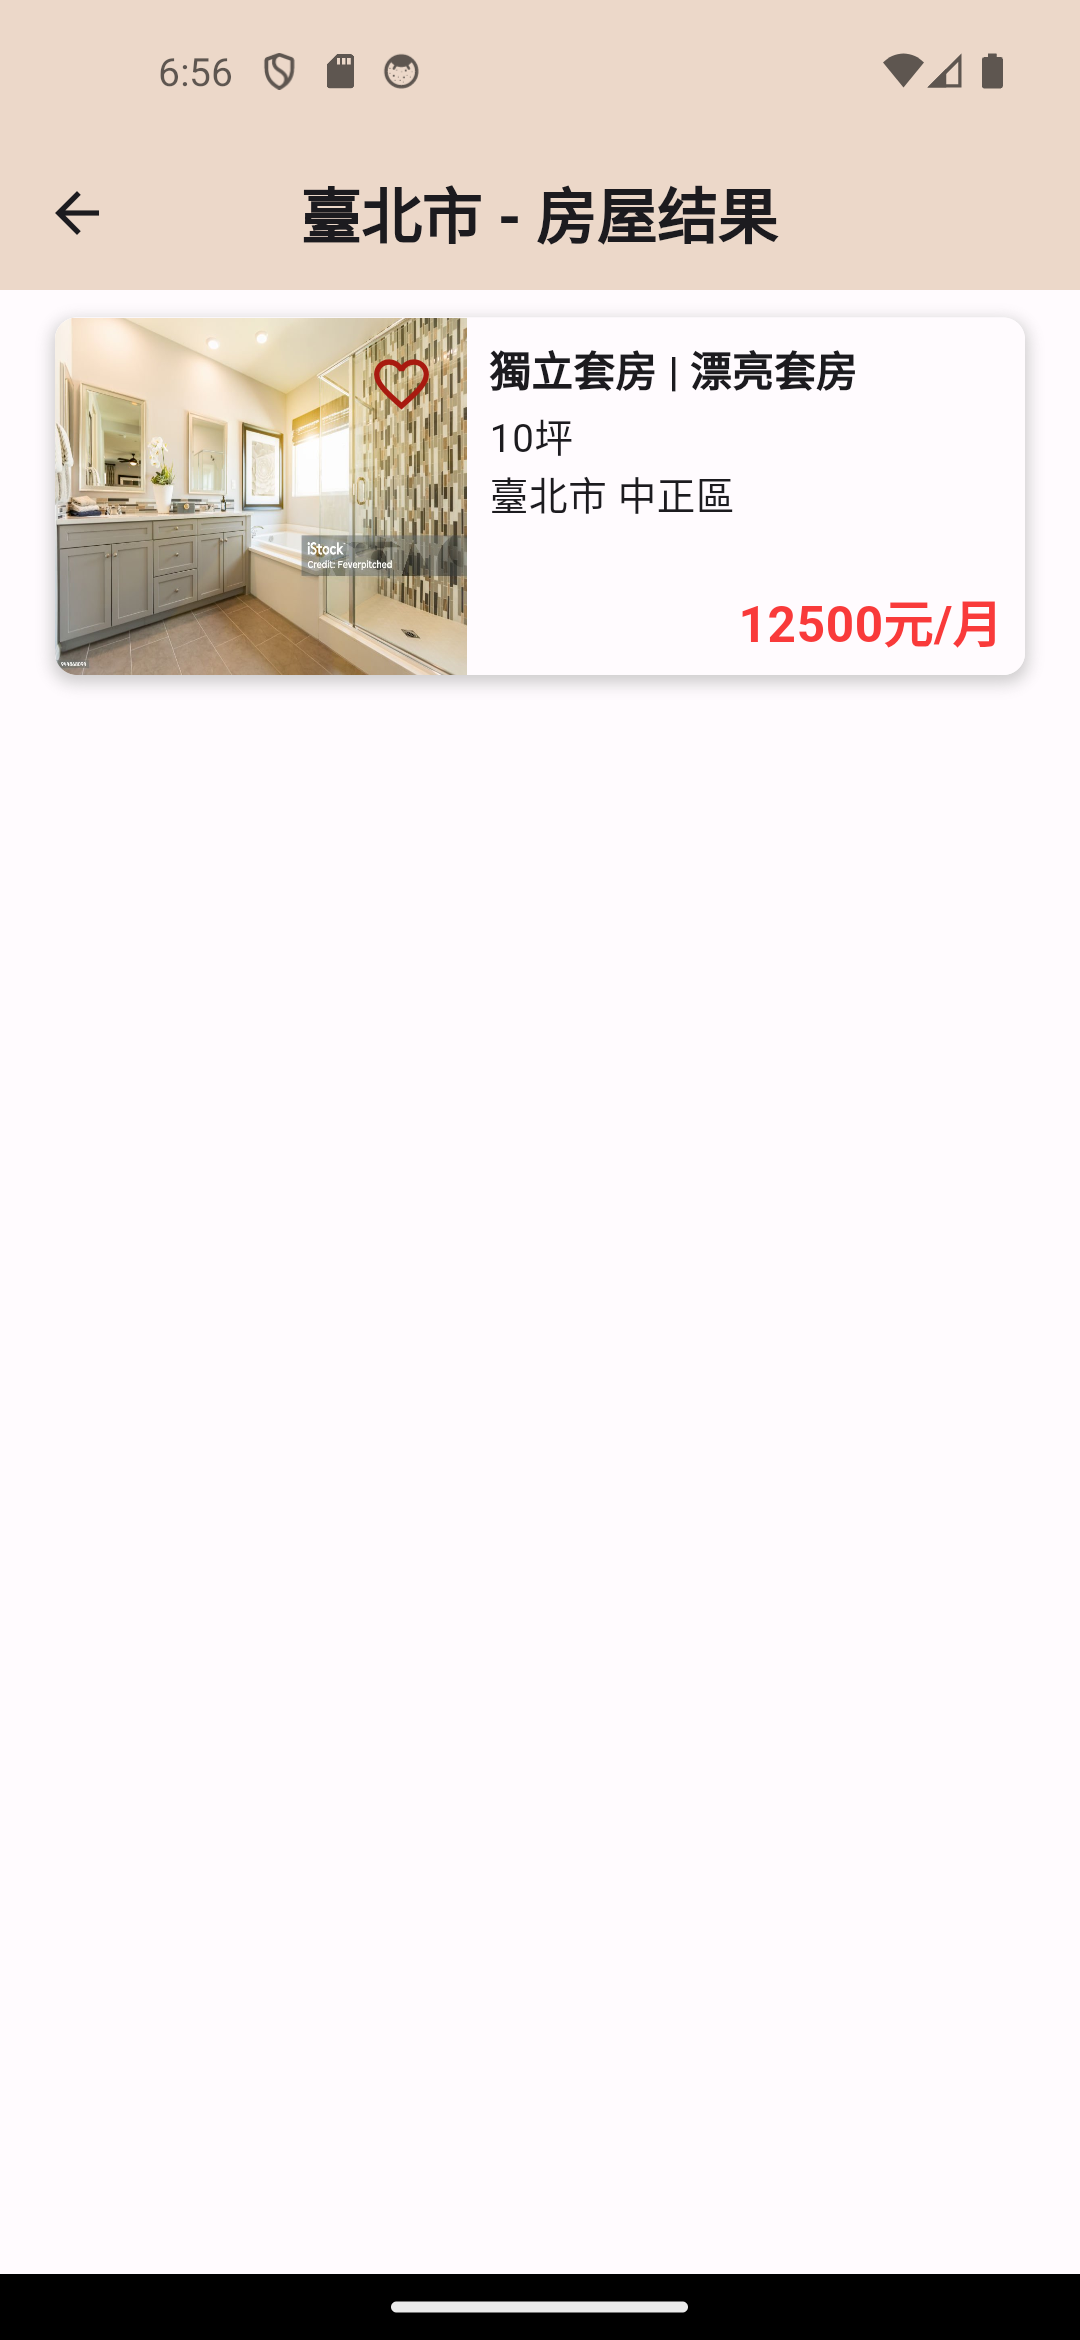 6:56
臺北市 - 房屋结果
獨立套房 | 漂亮套房
10坪
臺北市 中正區
iStock
Credit: Feverpitched
12500元/月